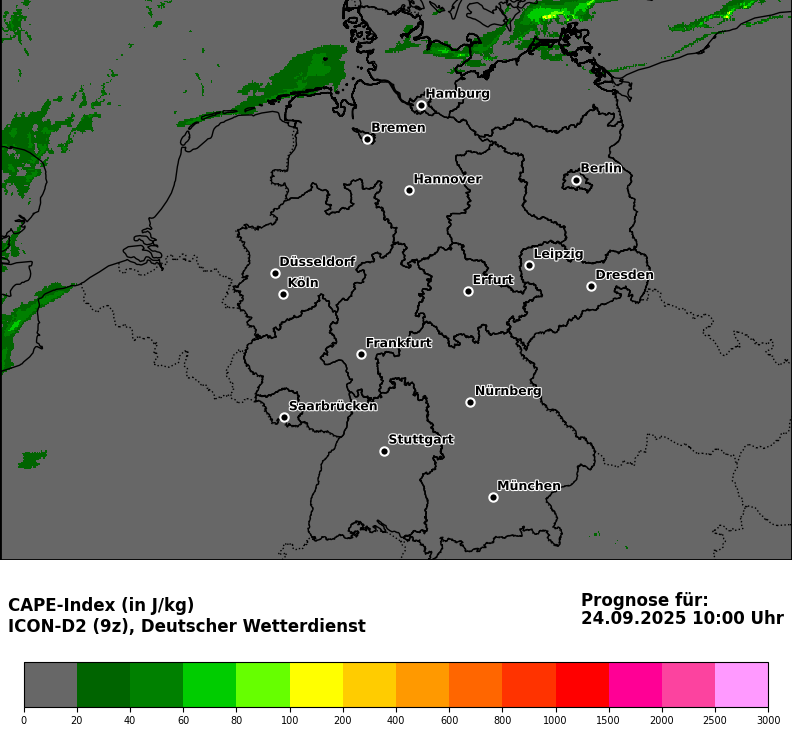 Hamburg
Bremen
Berlin
Hannover
Leipzig
Düsseldorf
Dresden
Köln
Erfurt
Frankfurt
Nürnberg
Saarbrücken
Stuttgart
München
CAPE-Index (in J/kg)
ICON-D2 (9z), Deutscher Wetterdienst
Prognose für:
24.09.2025 10:00 Uhr
0 20 40 60 80 100 200 400 600 800 1000 1500 2000 2500 3000